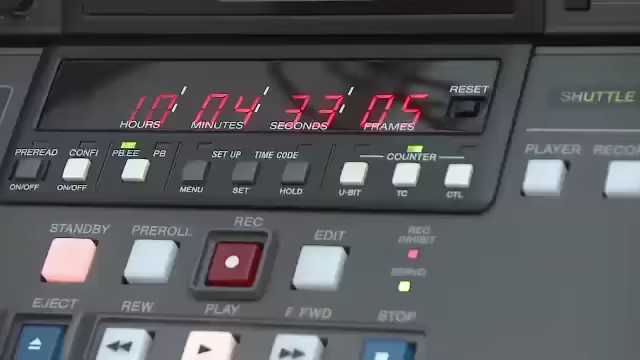 10 04 33 05
RESET
HOURS MINUTES SECONDS FRAMES
SHUTTLE
PREREAD CONFI PB.EE PB SET UP TIME CODE COUNTER
ON/OFF ON/OFF MENU SET HOLD U-BIT TC CTL
PLAYER
STANDBY PREROLL REC EDIT REC INHIBIT
SERVO
EJECT REW PLAY F FWD STOP